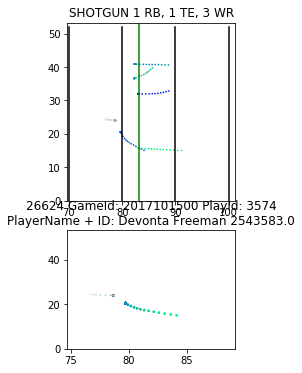 SHOTGUN 1 RB, 1 TE, 3 WR
50
40
30
20
10
0
70 80 90 100
26624 GameId: 2017101500 PlayId: 3574
PlayerName + ID: Devonta Freeman 2543583.0
40
20
0
75 80 85